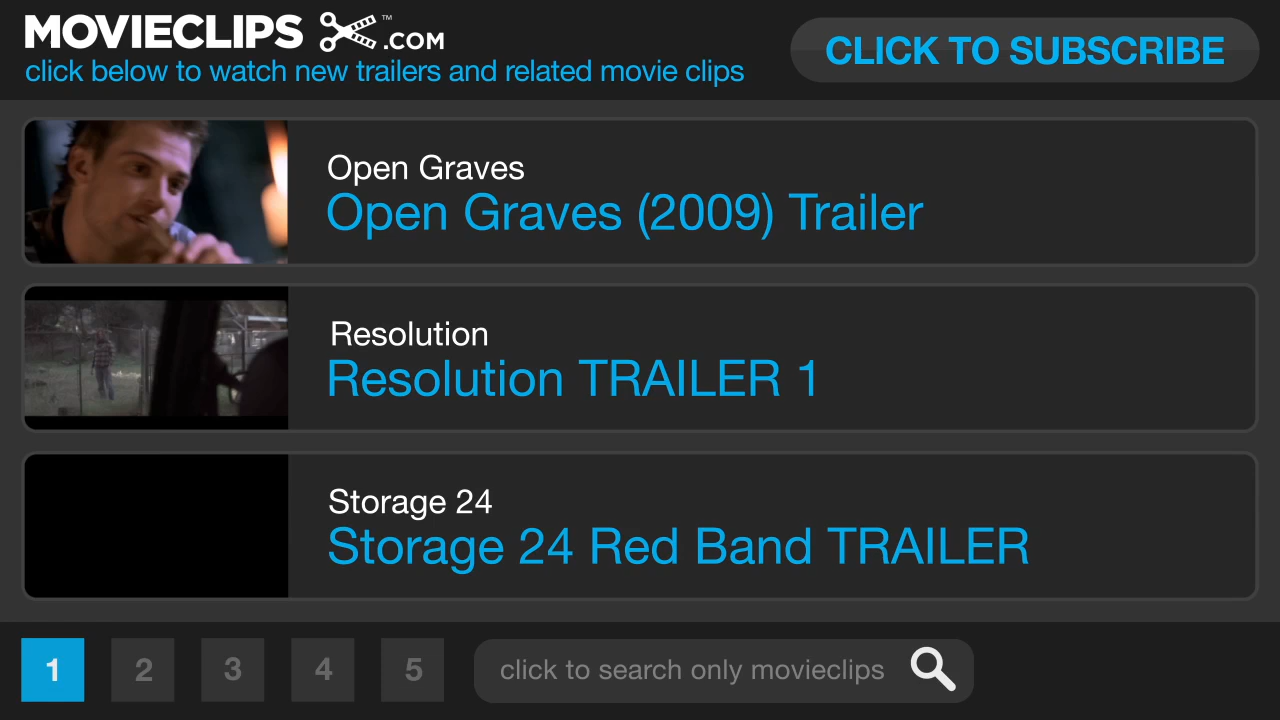 MOVIECLIPS ™ .COM
click below to watch new trailers and related movie clips
CLICK TO SUBSCRIBE
Open Graves
Open Graves (2009) Trailer
Resolution
Resolution TRAILER 1
Storage 24
Storage 24 Red Band TRAILER
1 2 3 4 5 click to search only movieclips